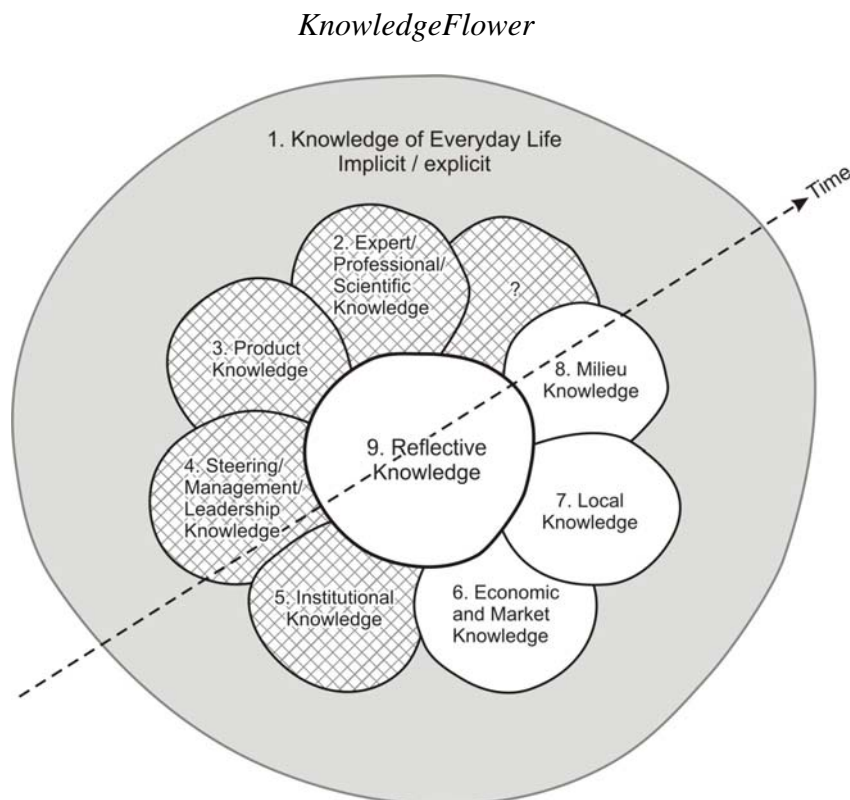 KnowledgeFlower
1. Knowledge of Everyday Life
Implicit / explicit
Time
2. Expert/
Professional/
Scientific
Knowledge
?
3. Product
Knowledge
8. Milieu
Knowledge
9. Reflective
Knowledge
4. Steering/
Management/
Leadership
Knowledge
7. Local
Knowledge
5. Institutional
Knowledge
6. Economic
and Market
Knowledge